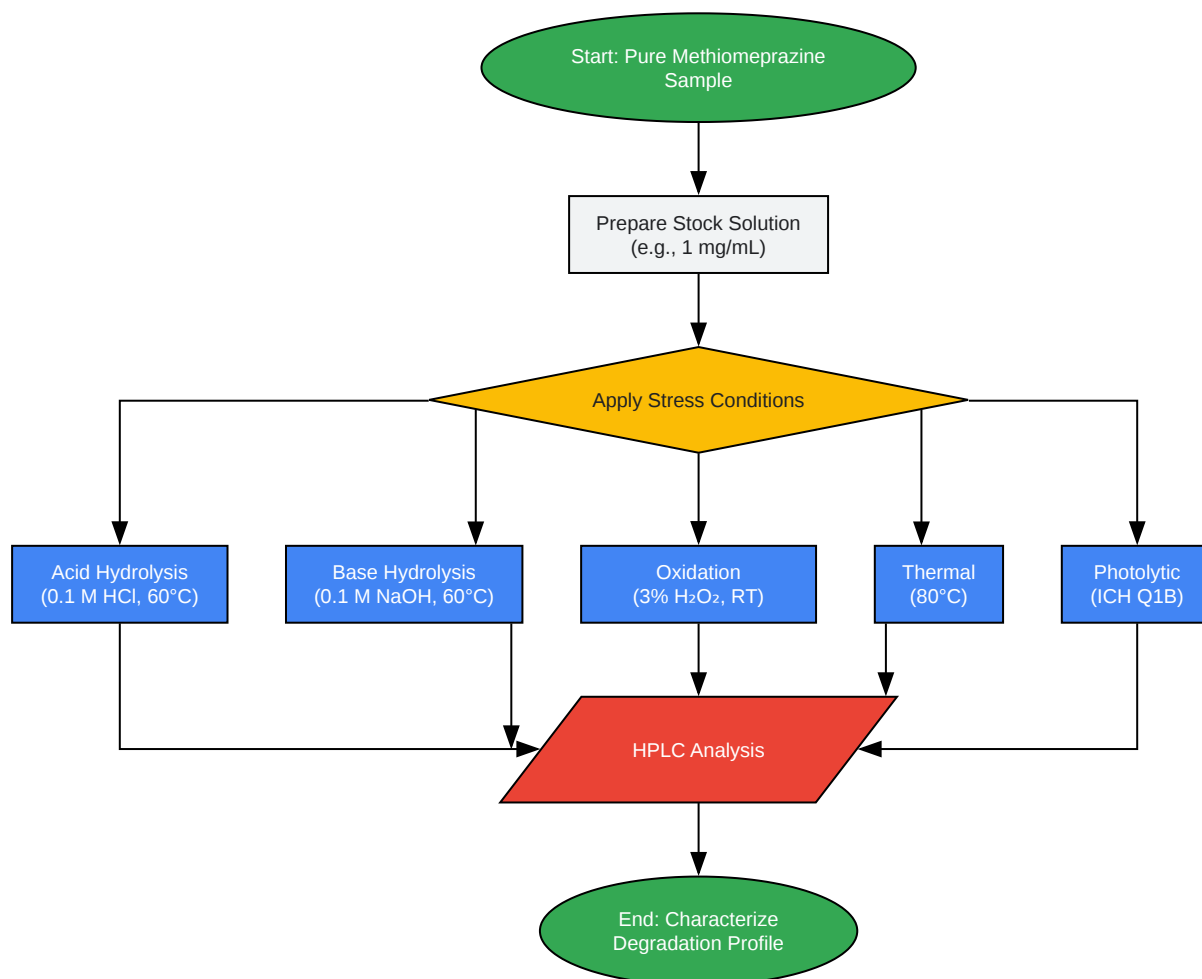 Start: Pure Methiomeprazine
Sample
Prepare Stock Solution
(e.g., 1 mg/mL)
Apply Stress Conditions
Acid Hydrolysis
(0.1 M HCl, 60°C)
Base Hydrolysis
(0.1 M NaOH, 60°C)
Oxidation
(3% H₂O₂, RT)
Thermal
(80°C)
Photolytic
(ICH Q1B)
HPLC Analysis
End: Characterize
Degradation Profile